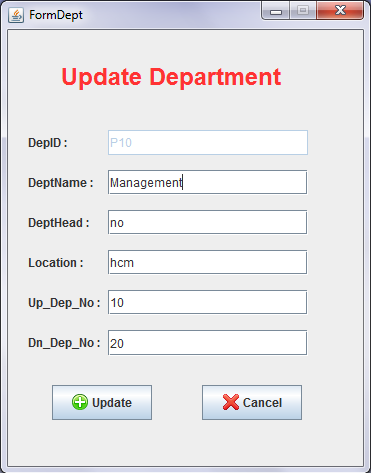 FormDept
Update Department
DepID : P10
DeptName : Management
DeptHead : no
Location : hcm
Up_Dep_No : 10
Dn_Dep_No : 20
Update Cancel